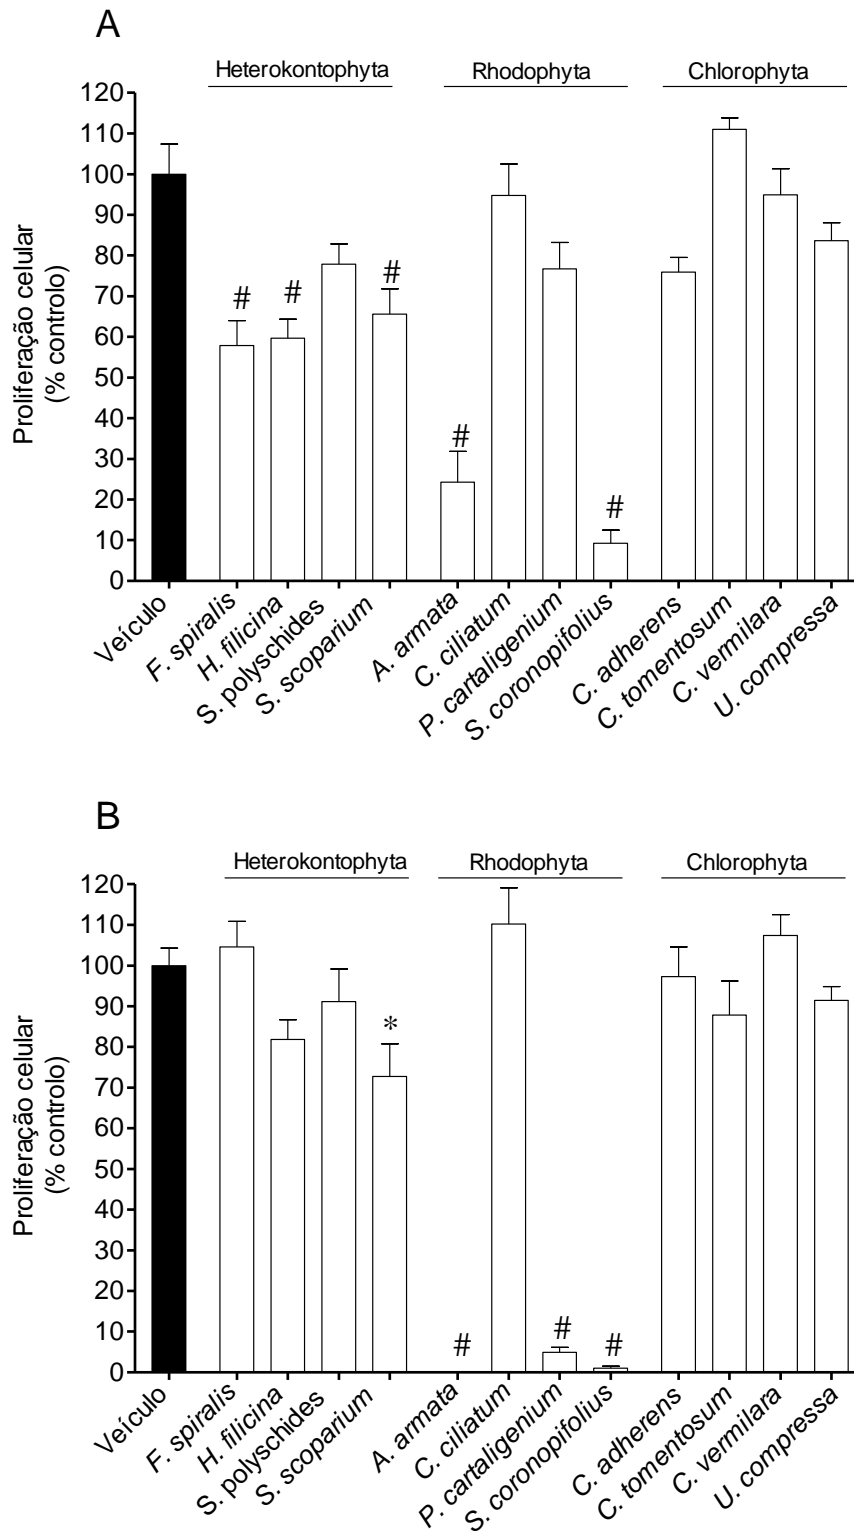 A
Heterokontophyta
Rhodophyta
Chlorophyta
120
110
100
90
80
70
60
50
40
30
20
10
0
Proliferação celular
(% controlo)
#
#
#
#
#
Veículo
F. spiralis
H. filicina
S. polyschides
S. scoparium
A. armata
C. ciliatum
P. cartaligenium
S. coronopifolius
C. adherens
C. tomentosum
C. vermilara
U. compressa
B
Heterokontophyta
Rhodophyta
Chlorophyta
120
110
100
90
80
70
60
50
40
30
20
10
0
Proliferação celular
(% controlo)
*
#
#
#
Veículo
F. spiralis
H. filicina
S. polyschides
S. scoparium
A. armata
C. ciliatum
P. cartaligenium
S. coronopifolius
C. adherens
C. tomentosum
C. vermilara
U. compressa